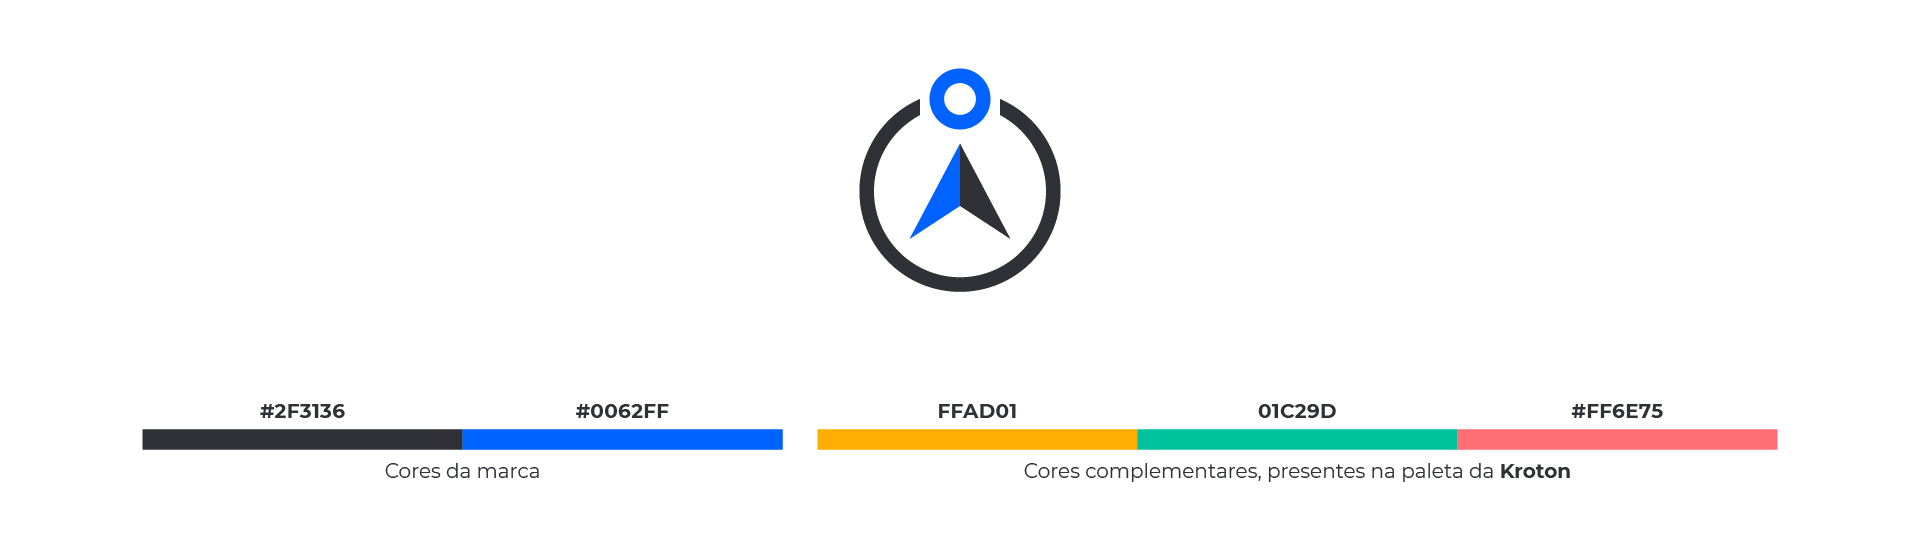 #2F3136 #0062FF FFAD01 01C29D #FF6E75
Cores da marca Cores complementares, presentes na paleta da Kroton